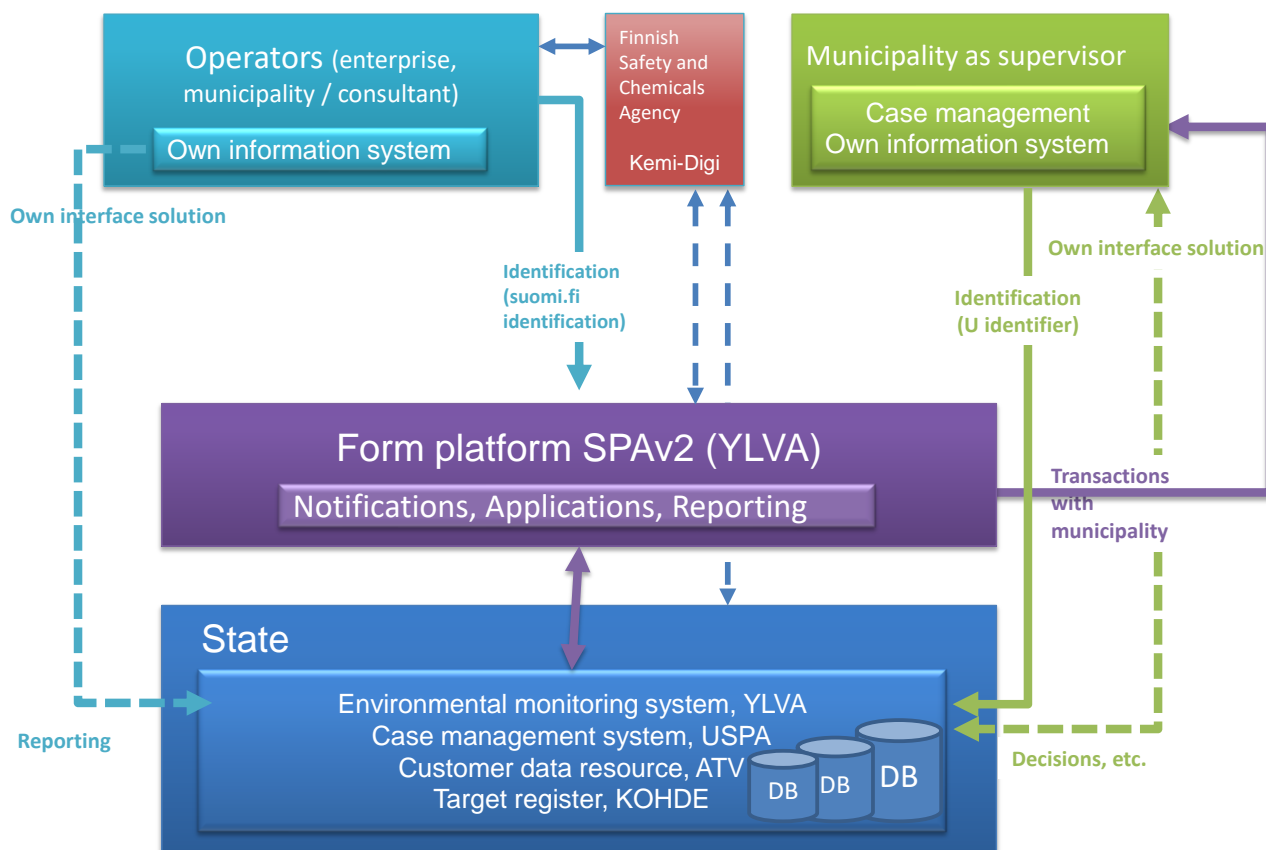 Operators (enterprise,
municipality / consultant)
Own information system
Finnish
Safety and
Chemicals
Agency
Kemi-Digi
Municipality as supervisor
Case management
Own information system
Own interface solution
Identification
(suomi.fi
identification)
Own interface solution
Identification
(U identifier)
Form platform SPAv2 (YLVA)
Notifications, Applications, Reporting
Transactions
with
municipality
State
Environmental monitoring system, YLVA
Case management system, USPA
Customer data resource, ATV
Target register, KOHDE
DB
DB
DB
Reporting
Decisions, etc.